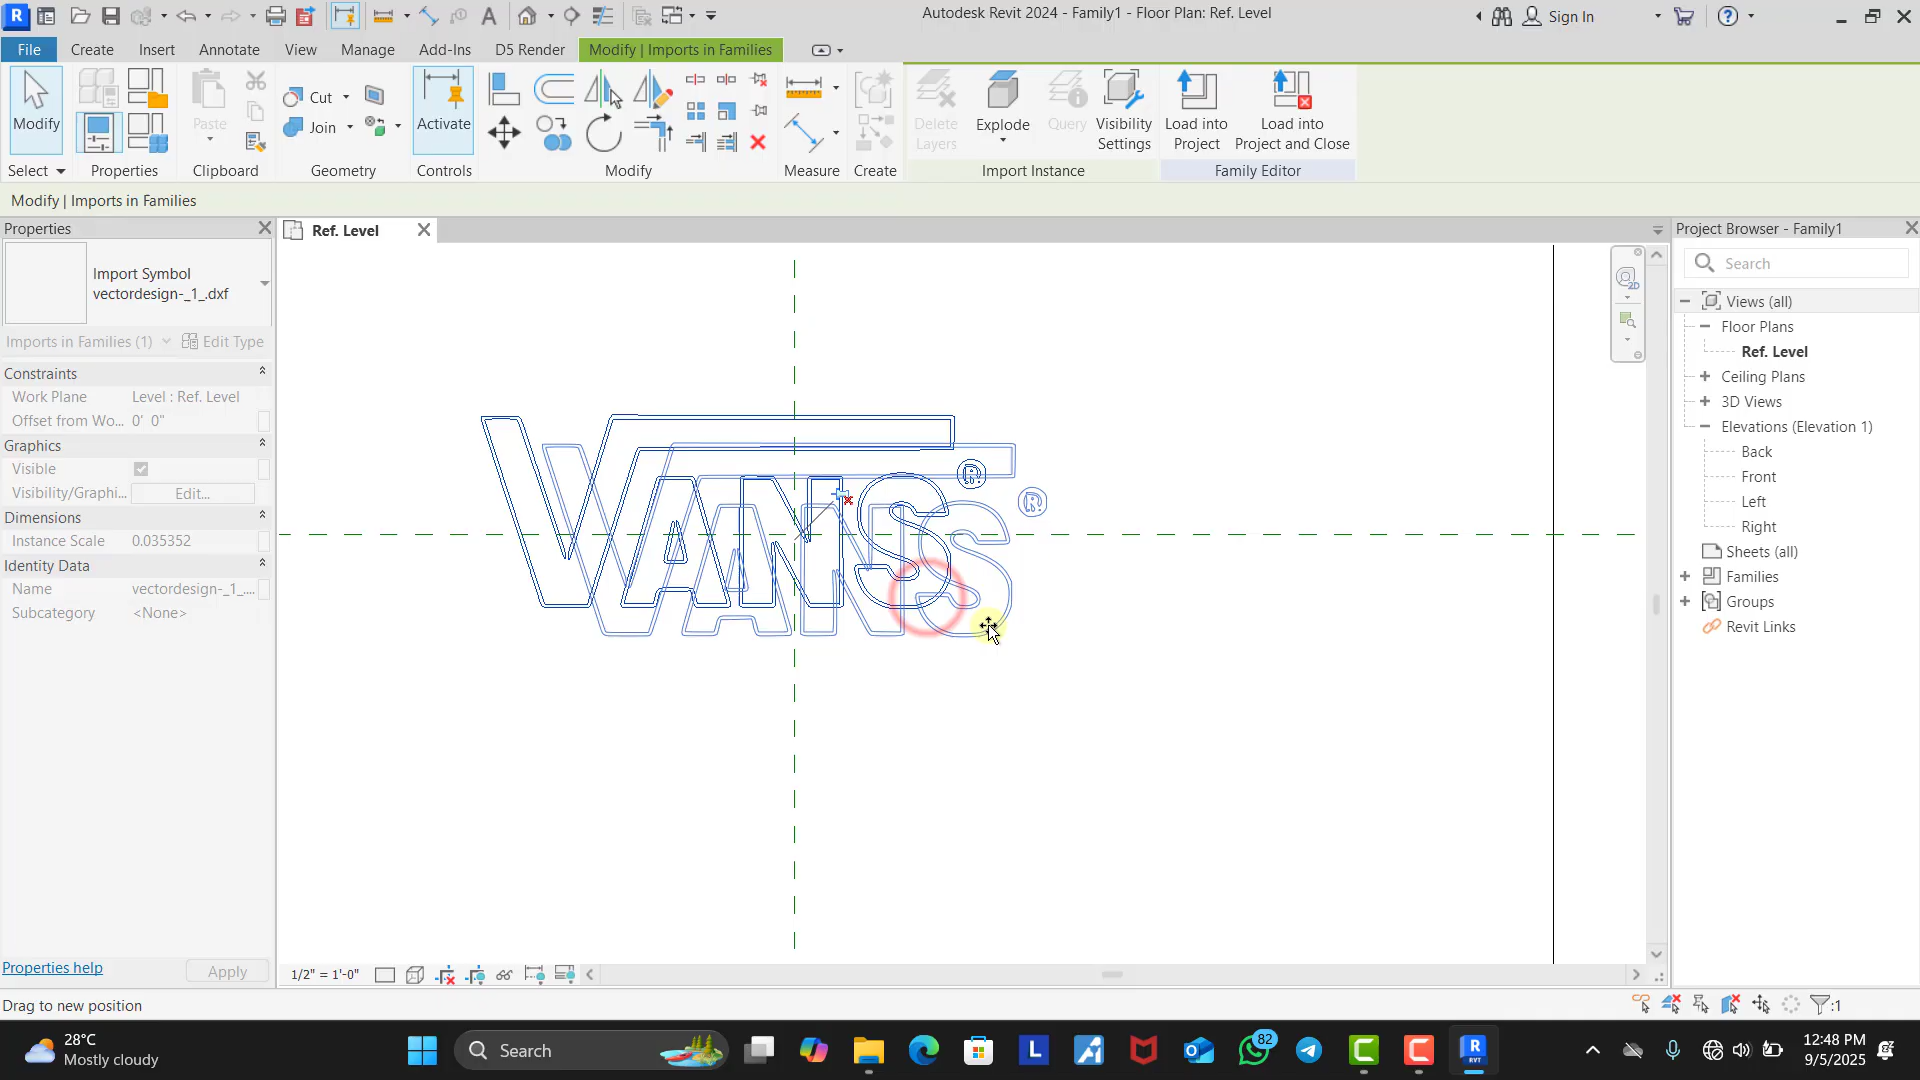 Autodesk Revit 2024 - Family1 - Floor Plan: Ref. Level
Sign In
File
Create
Insert
Annotate
View
Manage
Add-Ins
D5 Render
Modify | Imports in Families
Modify
Paste
Cut
Join
Activate
Delete Layers
Explode
Query
Visibility Settings
Load into Project
Load into Project and Close
Select
Properties
Clipboard
Geometry
Controls
Modify
Measure
Create
Import Instance
Family Editor
Modify | Imports in Families
Properties
Import Symbol
vectordesign-_1_.dxf
Imports in Families (1)
Edit Type
Constraints
Work Plane
Level : Ref. Level
Offset from Wo...
0' 0"
Graphics
Visible
Visibility/Graphi...
Edit...
Dimensions
Instance Scale
0.035352
Identity Data
Name
vectordesign-_1_....
Subcategory
<None>
Properties help
Apply
Ref. Level
VANS
®
VANS
®
2D
1/2" = 1'-0"
Project Browser - Family1
Search
Views (all)
Floor Plans
Ref. Level
Ceiling Plans
3D Views
Elevations (Elevation 1)
Back
Front
Left
Right
Sheets (all)
Families
Groups
Revit Links
Drag to new position
:1
28°C
Mostly cloudy
Search
82
12:48 PM
9/5/2025